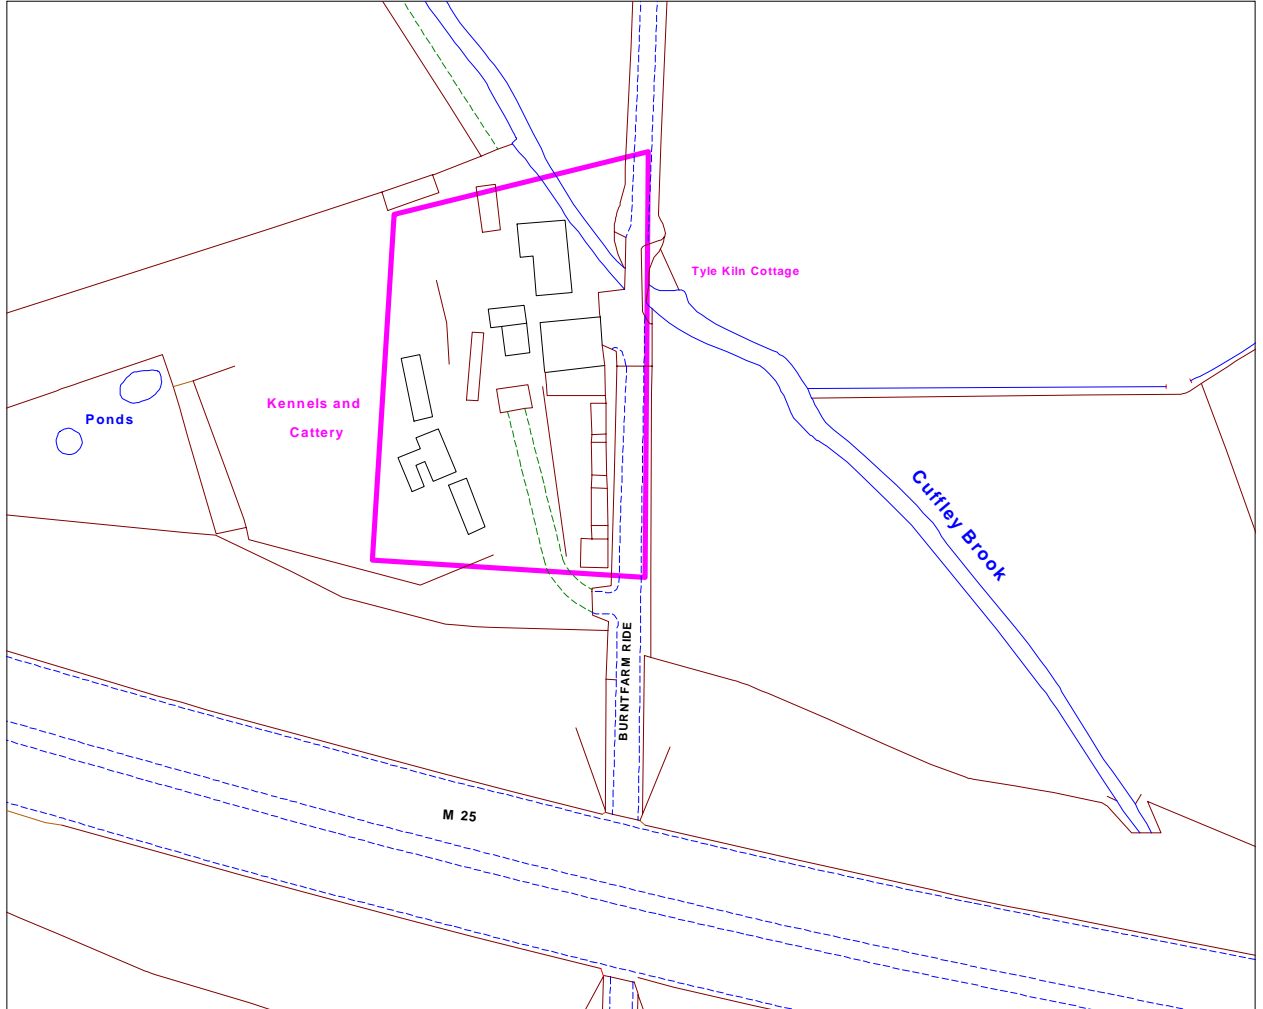 Tyle Kiln Cottage
Kennels and
Cattery
Ponds
Cuffley Brook
BURNTFARM RIDE
M 25